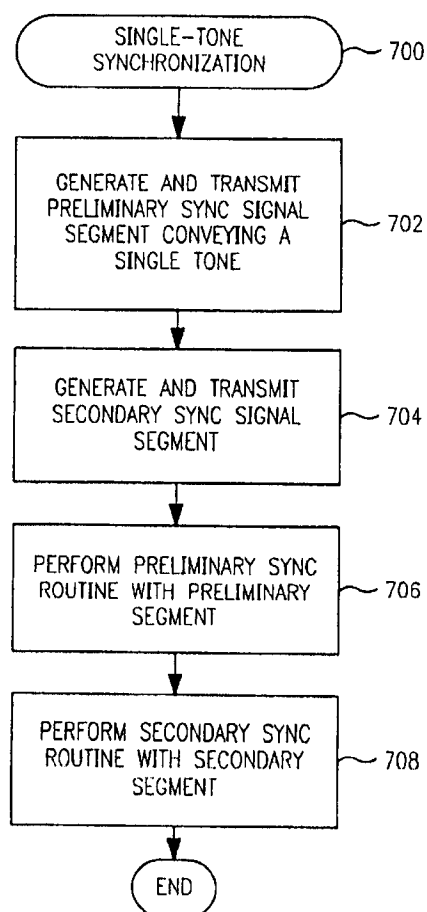 SINGLE-TONE
SYNCHRONIZATION
700
GENERATE AND TRANSMIT
PRELIMINARY SYNC SIGNAL
SEGMENT CONVEYING A
SINGLE TONE
702
GENERATE AND TRANSMIT
SECONDARY SYNC SIGNAL
SEGMENT
704
PERFORM PRELIMINARY SYNC
ROUTINE WITH PRELIMINARY
SEGMENT
706
PERFORM SECONDARY SYNC
ROUTINE WITH SECONDARY
SEGMENT
708
END